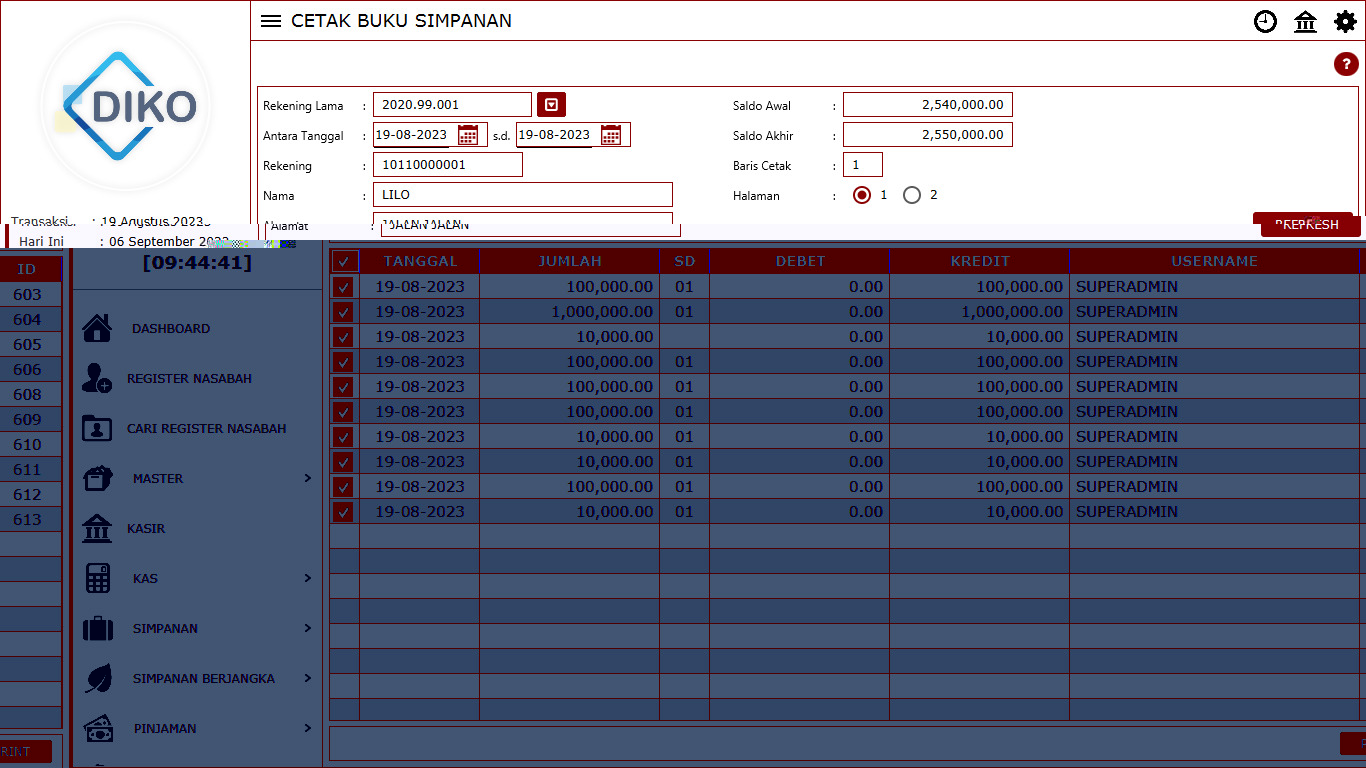 CETAK BUKU SIMPANAN
DIKO
?
Rekening Lama : 2020.99.001
Antara Tanggal : 19-08-2023 s.d. 19-08-2023
Rekening : 10110000001
Nama : LILO
Alamat : JALAN JALAN
Saldo Awal : 2,540,000.00
Saldo Akhir : 2,550,000.00
Baris Cetak : 1
Halaman : 1 2
REFRESH
Transaksi : 19 Agustus 2023
Hari Ini : 06 September 2023
[09:44:41]
DASHBOARD
REGISTER NASABAH
CARI REGISTER NASABAH
MASTER
KASIR
KAS
SIMPANAN
SIMPANAN BERJANGKA
PINJAMAN
ID
603
604
605
606
608
609
610
611
612
613
RINT
TANGGAL JUMLAH SD DEBET KREDIT USERNAME
19-08-2023 100,000.00 01 0.00 100,000.00 SUPERADMIN
19-08-2023 1,000,000.00 01 0.00 1,000,000.00 SUPERADMIN
19-08-2023 10,000.00 0.00 10,000.00 SUPERADMIN
19-08-2023 100,000.00 01 0.00 100,000.00 SUPERADMIN
19-08-2023 100,000.00 01 0.00 100,000.00 SUPERADMIN
19-08-2023 100,000.00 01 0.00 100,000.00 SUPERADMIN
19-08-2023 10,000.00 01 0.00 10,000.00 SUPERADMIN
19-08-2023 10,000.00 01 0.00 10,000.00 SUPERADMIN
19-08-2023 100,000.00 01 0.00 100,000.00 SUPERADMIN
19-08-2023 10,000.00 01 0.00 10,000.00 SUPERADMIN